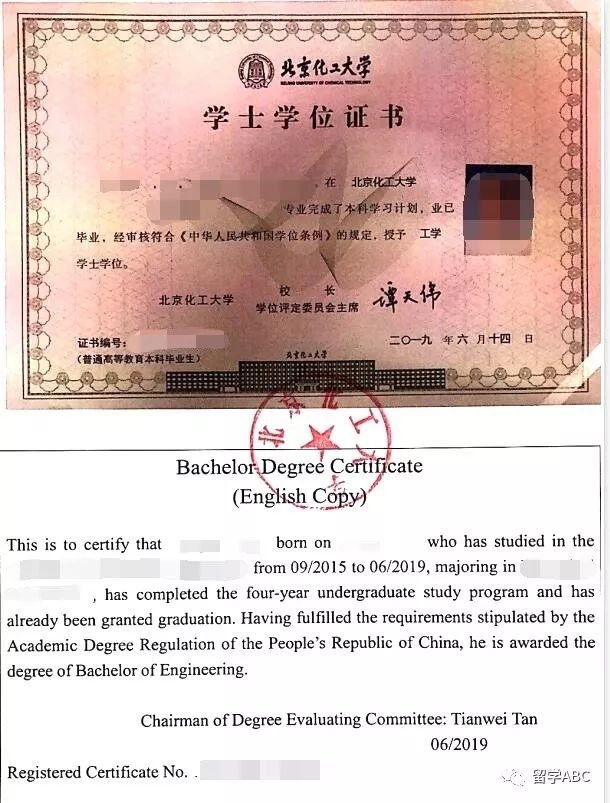 北京化工大学
BEIJING UNIVERSITY OF CHEMICAL TECHNOLOGY
学士学位证书
，在 北京化工大学
专业完成了本科学习计划，业已
毕业，经审核符合《中华人民共和国学位条例》的规定，授予 工学
学士学位。
北京化工大学
校 长
学位评定委员会主席
谭天伟
证书编号：
（普通高等教育本科毕业生）
二〇一九 年 六 月 十四 日
北京化工大学
北京化工大学
Bachelor Degree Certificate
(English Copy)
This is to certify that born on who has studied in the
from 09/2015 to 06/2019, majoring in
, has completed the four-year undergraduate study program and has
already been granted graduation. Having fulfilled the requirements stipulated by the
Academic Degree Regulation of the People's Republic of China, he is awarded the
degree of Bachelor of Engineering.
Chairman of Degree Evaluating Committee: Tianwei Tan
06/2019
Registered Certificate No. .
留学ABC